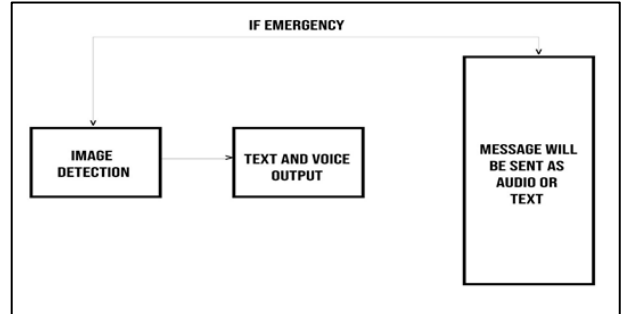 IF EMERGENCY
IMAGE
DETECTION
TEXT AND VOICE
OUTPUT
MESSAGE WILL
BE SENT AS
AUDIO OR
TEXT